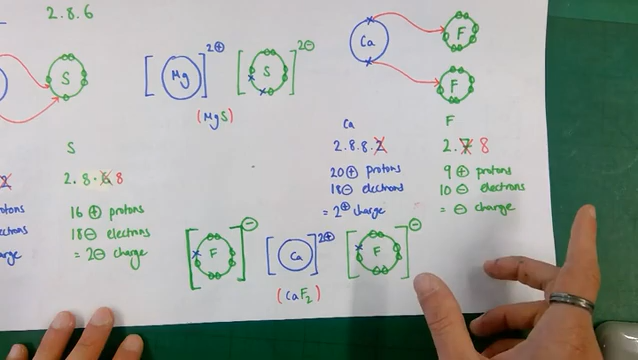 2.8.6
S
[Mg]2⊕ [S]2⊖
(MgS)
Ca
F
F
S
2.8.6 8
16 ⊕ protons
18⊖ electrons
= 2⊖ charge
Ca
2.8.8.2
20 ⊕ protons
18⊖ electrons
= 2⊕ charge
F
2.7 8
9 ⊕ protons
10 ⊖ electrons
= ⊖ charge
[F]⊖ [Ca]2⊕ [F]⊖
(CaF2)